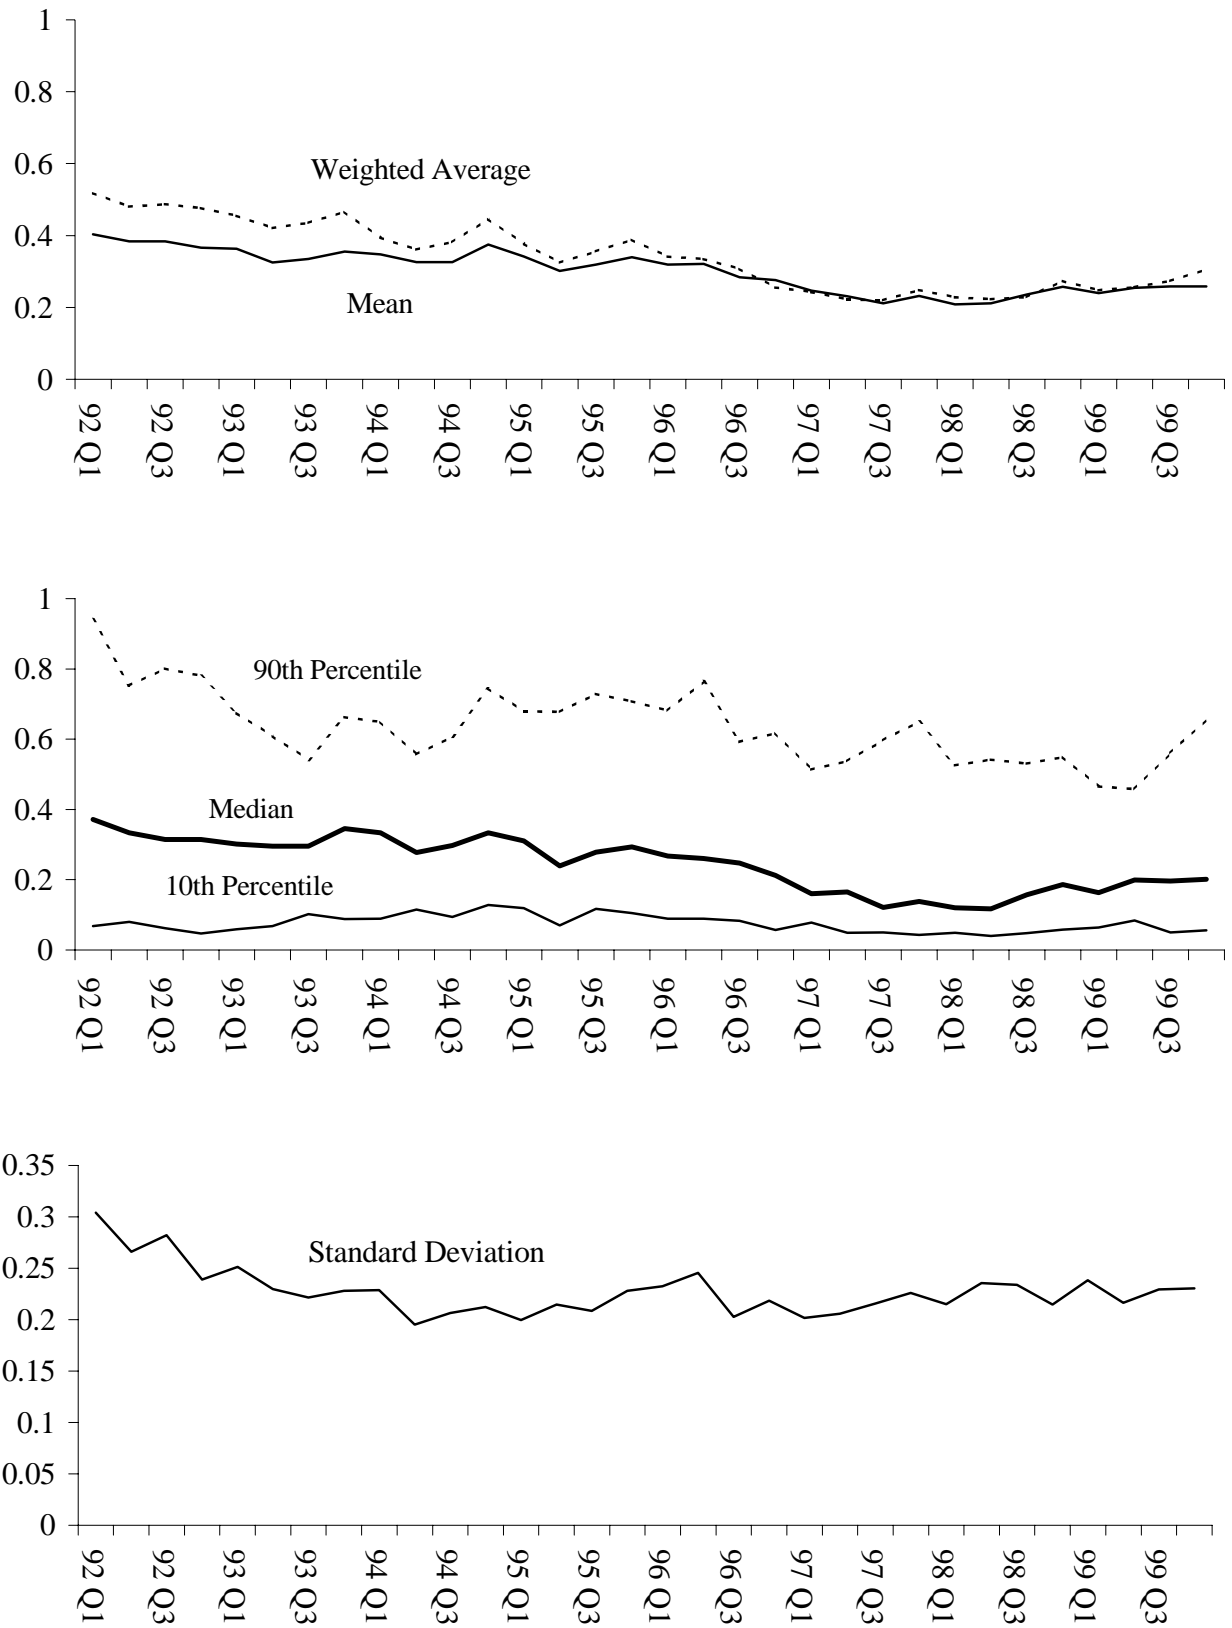 1
0.8
0.6
0.4
0.2
0
Weighted Average
Mean
92 Q1
92 Q3
93 Q1
93 Q3
94 Q1
94 Q3
95 Q1
95 Q3
96 Q1
96 Q3
97 Q1
97 Q3
98 Q1
98 Q3
99 Q1
99 Q3
1
0.8
0.6
0.4
0.2
0
90th Percentile
Median
10th Percentile
92 Q1
92 Q3
93 Q1
93 Q3
94 Q1
94 Q3
95 Q1
95 Q3
96 Q1
96 Q3
97 Q1
97 Q3
98 Q1
98 Q3
99 Q1
99 Q3
0.35
0.3
0.25
0.2
0.15
0.1
0.05
0
Standard Deviation
92 Q1
92 Q3
93 Q1
93 Q3
94 Q1
94 Q3
95 Q1
95 Q3
96 Q1
96 Q3
97 Q1
97 Q3
98 Q1
98 Q3
99 Q1
99 Q3